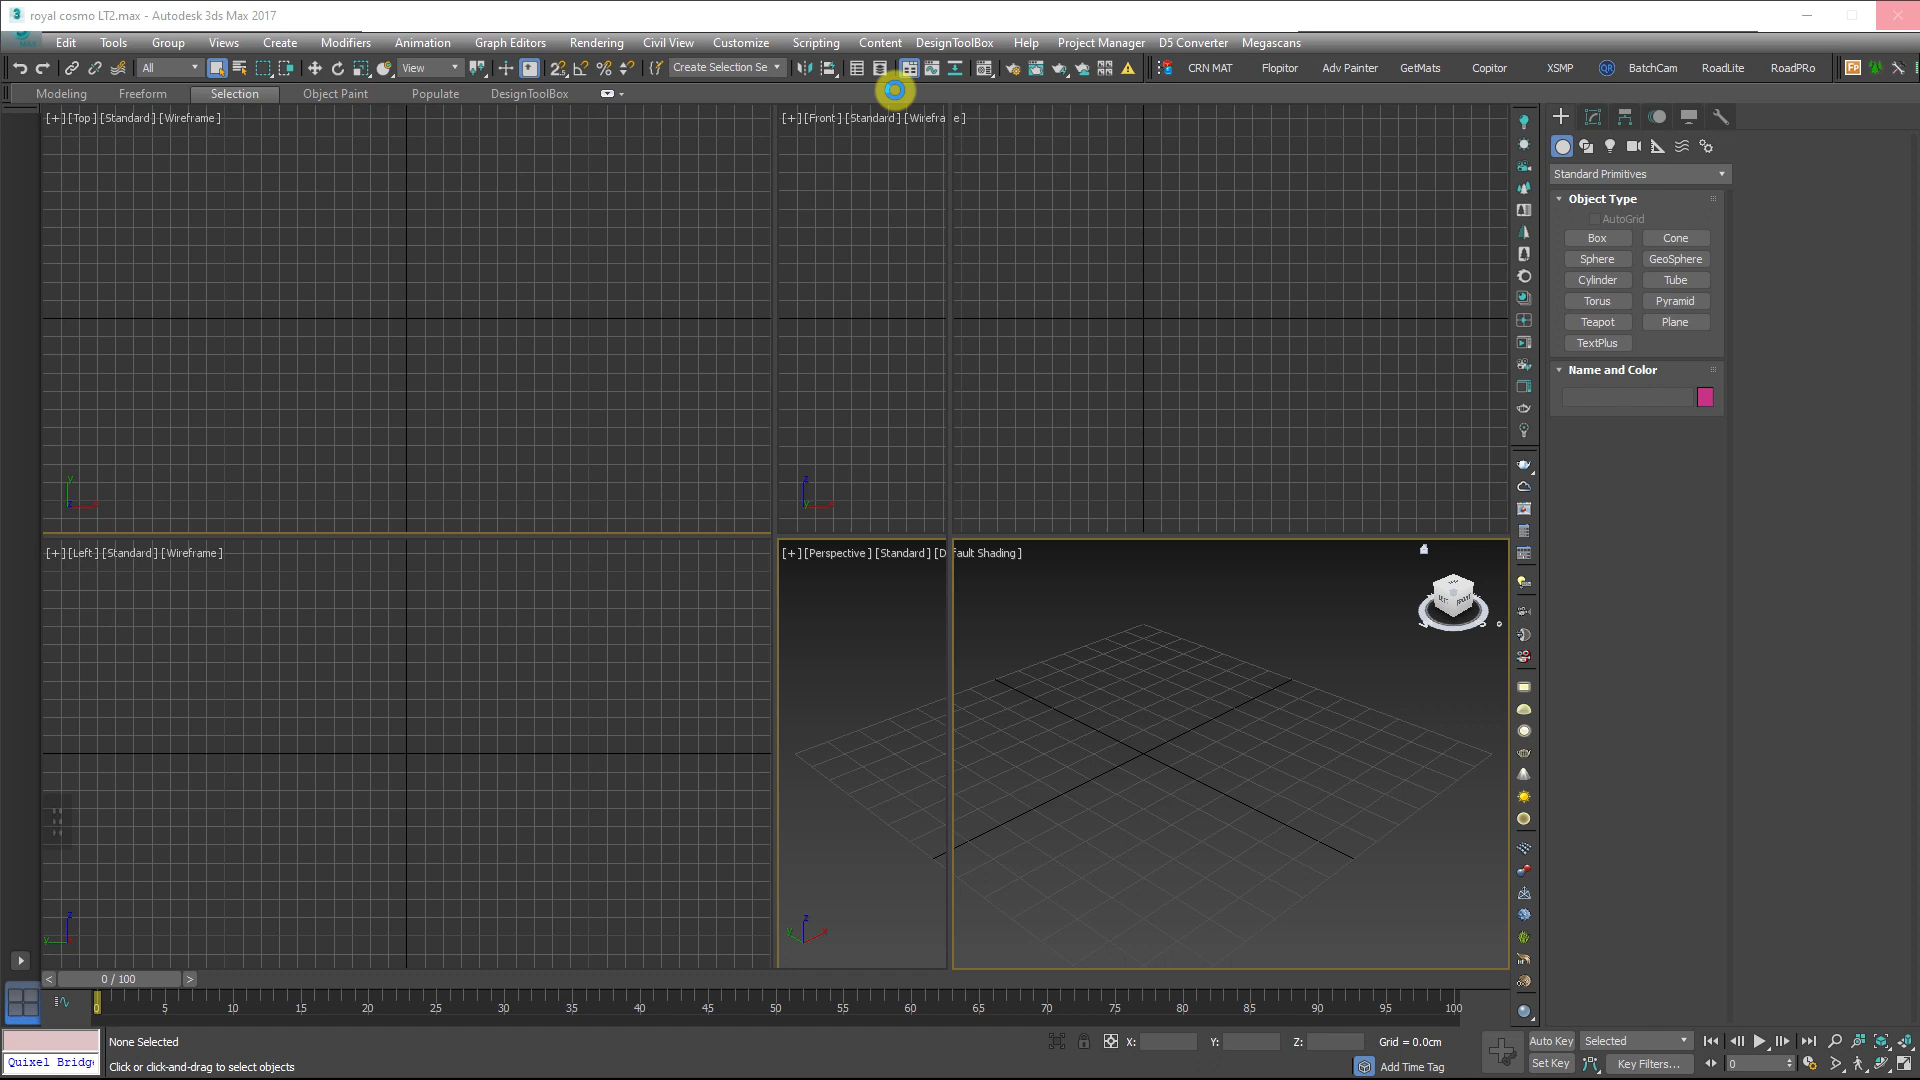 royal cosmo LT2.max - Autodesk 3ds Max 2017
Edit Tools Group Views Create Modifiers Animation Graph Editors Rendering Civil View Customize Scripting Content DesignToolBox Help Project Manager D5 Converter Megascans
All View Create Selection Se CRN MAT Flopitor Adv Painter GetMats Copitor XSMP QR BatchCam RoadLite RoadPRo
Modeling Freeform Selection Object Paint Populate DesignToolBox
[+] [Top] [Standard] [Wireframe]
[+] [Front] [Standard] [Wirefra e]
Standard Primitives
Object Type
AutoGrid
Box Cone
Sphere GeoSphere
Cylinder Tube
Torus Pyramid
Teapot Plane
TextPlus
Name and Color
[+] [Left] [Standard] [Wireframe]
[+] [Perspective] [Standard] [D fault Shading]
< 0 / 100 >
0 5 10 15 20 25 30 35 40 45 50 55 60 65 70 75 80 85 90 95 100
None Selected X: Y: Z: Grid = 0.0cm Auto Key Selected
Quixel Bridg Click or click-and-drag to select objects Add Time Tag Set Key Key Filters... 0